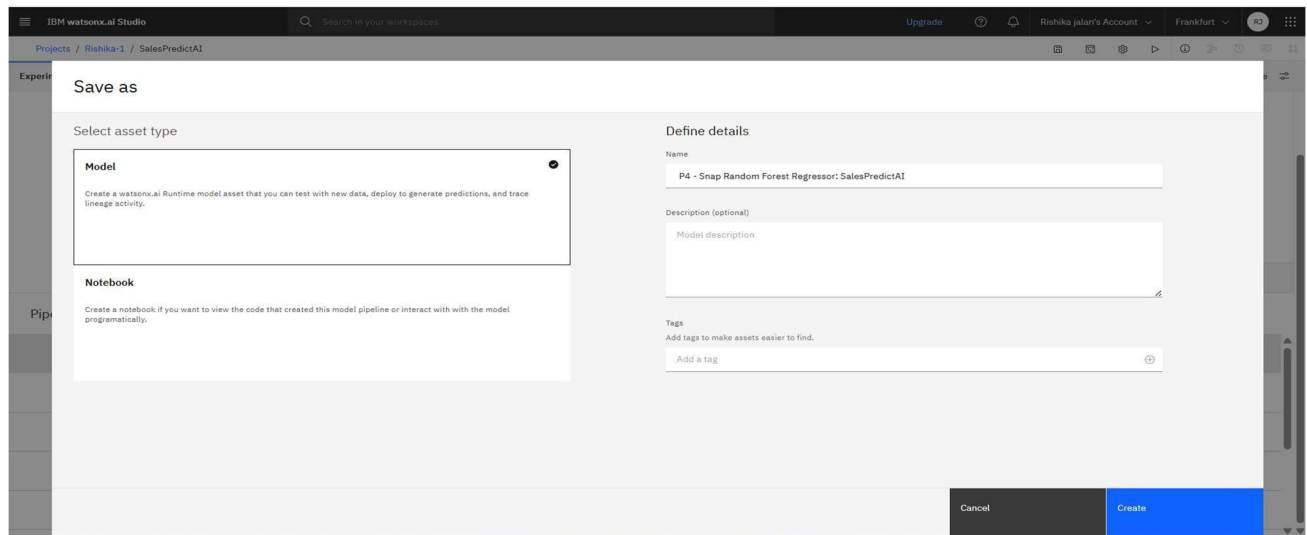 IBM watsonx.ai Studio
Search in your workspaces
Upgrade
Rishika jalan's Account
Frankfurt
RJ
Projects / Rishika-1 / SalesPredictAI
Experi
Save as
Select asset type
Model
Create a watsonx.ai Runtime model asset that you can test with new data, deploy to generate predictions, and trace
lineage activity.
Notebook
Create a notebook if you want to view the code that created this model pipeline or interact with with the model
programatically.
Define details
Name
P4 - Snap Random Forest Regressor: SalesPredictAI
Description (optional)
Model description
Tags
Add tags to make assets easier to find.
Add a tag
Pip
Cancel
Create